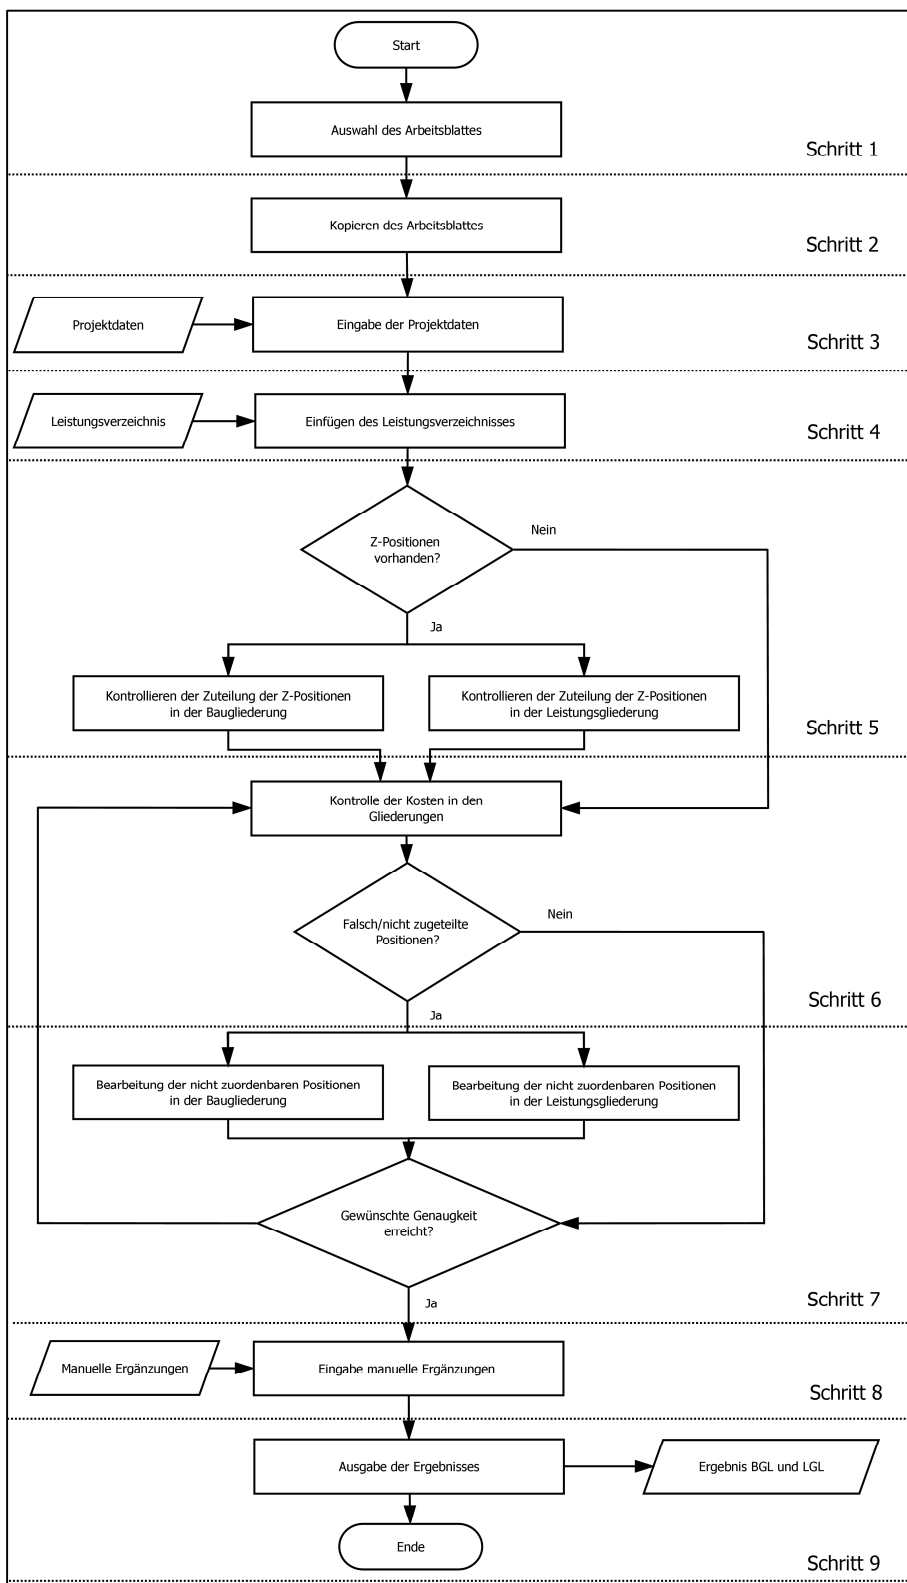 Start
Auswahl des Arbeitsblattes
Schritt 1
Kopieren des Arbeitsblattes
Schritt 2
Projektdaten
Eingabe der Projektdaten
Schritt 3
Leistungsverzeichnis
Einfügen des Leistungsverzeichnisses
Schritt 4
Z-Positionen
vorhanden?
Nein
Ja
Kontrollieren der Zuteilung der Z-Positionen
in der Baugliederung
Kontrollieren der Zuteilung der Z-Positionen
in der Leistungsgliederung
Schritt 5
Kontrolle der Kosten in den
Gliederungen
Falsch/nicht zugeteilte
Positionen?
Nein
Schritt 6
Ja
Bearbeitung der nicht zuordenbaren Positionen
in der Baugliederung
Bearbeitung der nicht zuordenbaren Positionen
in der Leistungsgliederung
Gewünschte Genaugkeit
erreicht?
Schritt 7
Ja
Manuelle Ergänzungen
Eingabe manuelle Ergänzungen
Schritt 8
Ausgabe der Ergebnisses
Ergebnis BGL und LGL
Ende
Schritt 9